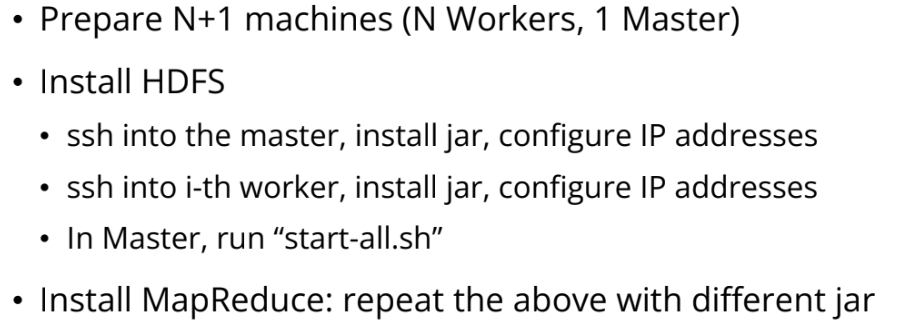 • Prepare N+1 machines (N Workers, 1 Master)
• Install HDFS
• ssh into the master, install jar, configure IP addresses
• ssh into i-th worker, install jar, configure IP addresses
• In Master, run “start-all.sh”
• Install MapReduce: repeat the above with different jar